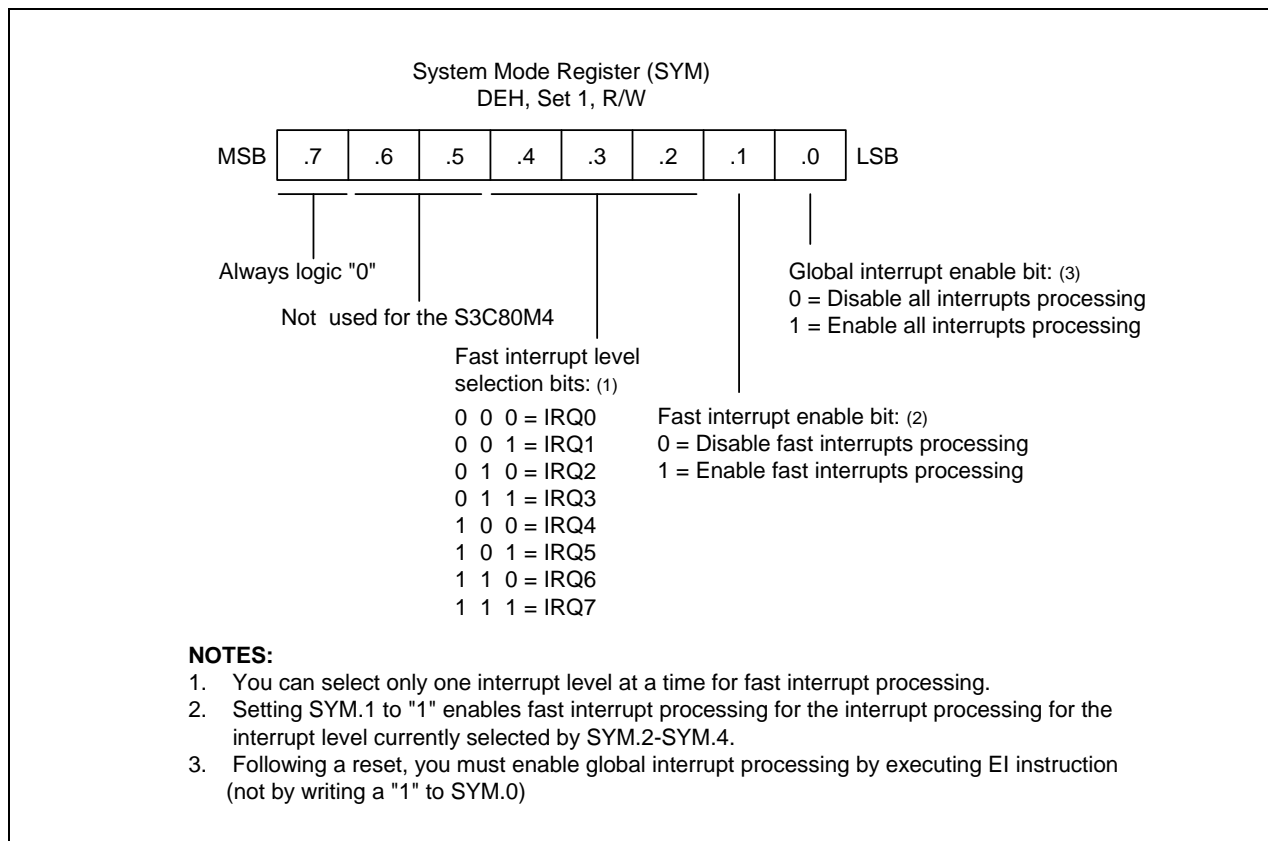 System Mode Register (SYM)
DEH, Set 1, R/W
MSB .7 .6 .5 .4 .3 .2 .1 .0 LSB
Always logic "0"
Not used for the S3C80M4
Fast interrupt level
selection bits: (1)
0 0 0 = IRQ0
0 0 1 = IRQ1
0 1 0 = IRQ2
0 1 1 = IRQ3
1 0 0 = IRQ4
1 0 1 = IRQ5
1 1 0 = IRQ6
1 1 1 = IRQ7
Fast interrupt enable bit: (2)
0 = Disable fast interrupts processing
1 = Enable fast interrupts processing
Global interrupt enable bit: (3)
0 = Disable all interrupts processing
1 = Enable all interrupts processing
NOTES:
1. You can select only one interrupt level at a time for fast interrupt processing.
2. Setting SYM.1 to "1" enables fast interrupt processing for the interrupt processing for the
interrupt level currently selected by SYM.2-SYM.4.
3. Following a reset, you must enable global interrupt processing by executing EI instruction
(not by writing a "1" to SYM.0)